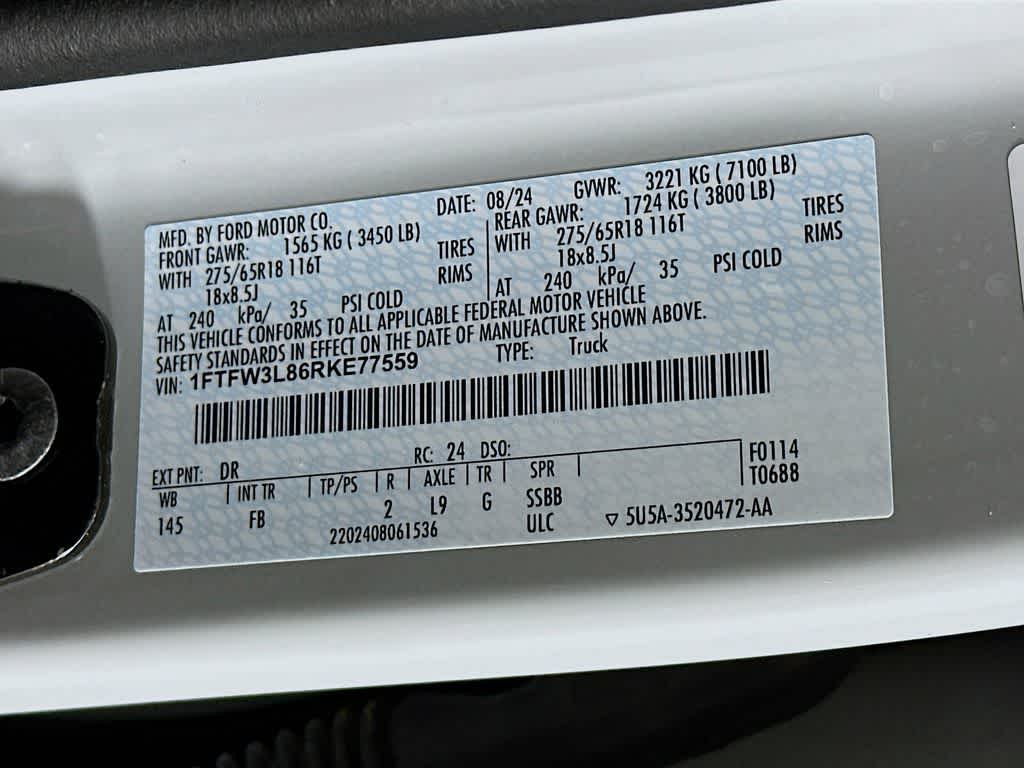 MFD. BY FORD MOTOR CO. DATE: 08/24 GVWR: 3221 KG ( 7100 LB)
FRONT GAWR: 1565 KG ( 3450 LB) REAR GAWR: 1724 KG ( 3800 LB)
WITH 275/65R18 116T TIRES WITH 275/65R18 116T TIRES
18x8.5J RIMS 18x8.5J RIMS
AT 240 kPa/ 35 PSI COLD AT 240 kPa/ 35 PSI COLD
THIS VEHICLE CONFORMS TO ALL APPLICABLE FEDERAL MOTOR VEHICLE
SAFETY STANDARDS IN EFFECT ON THE DATE OF MANUFACTURE SHOWN ABOVE.
VIN: 1FTFW3L86RKE77559 TYPE: Truck
EXT PNT: DR RC: 24 DSO: F0114
WB INT TR TP/PS R AXLE TR SPR T0688
145 FB 2 L9 G SSBB
2202408061536 ULC ▽ 5U5A-3520472-AA